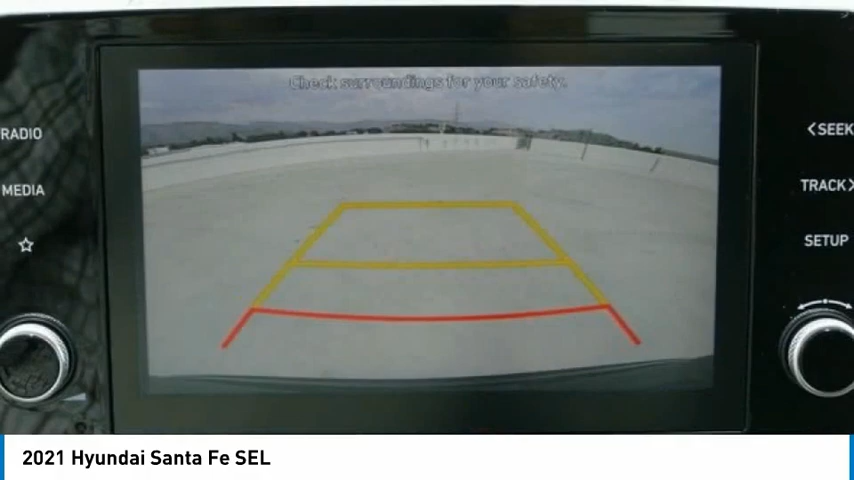 Check surroundings for your safety.
RADIO
MEDIA
<SEEK
TRACK>
SETUP
2021 Hyundai Santa Fe SEL